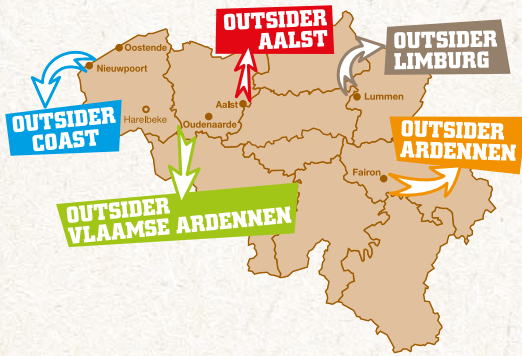 OUTSIDER
AALST
OUTSIDER
LIMBURG
Oostende
Nieuwpoort
Aalst
Lummen
OUTSIDER
COAST
Harelbeke
Oudenaarde
OUTSIDER
ARDENNEN
Fairon
OUTSIDER
VLAAMSE ARDENNEN